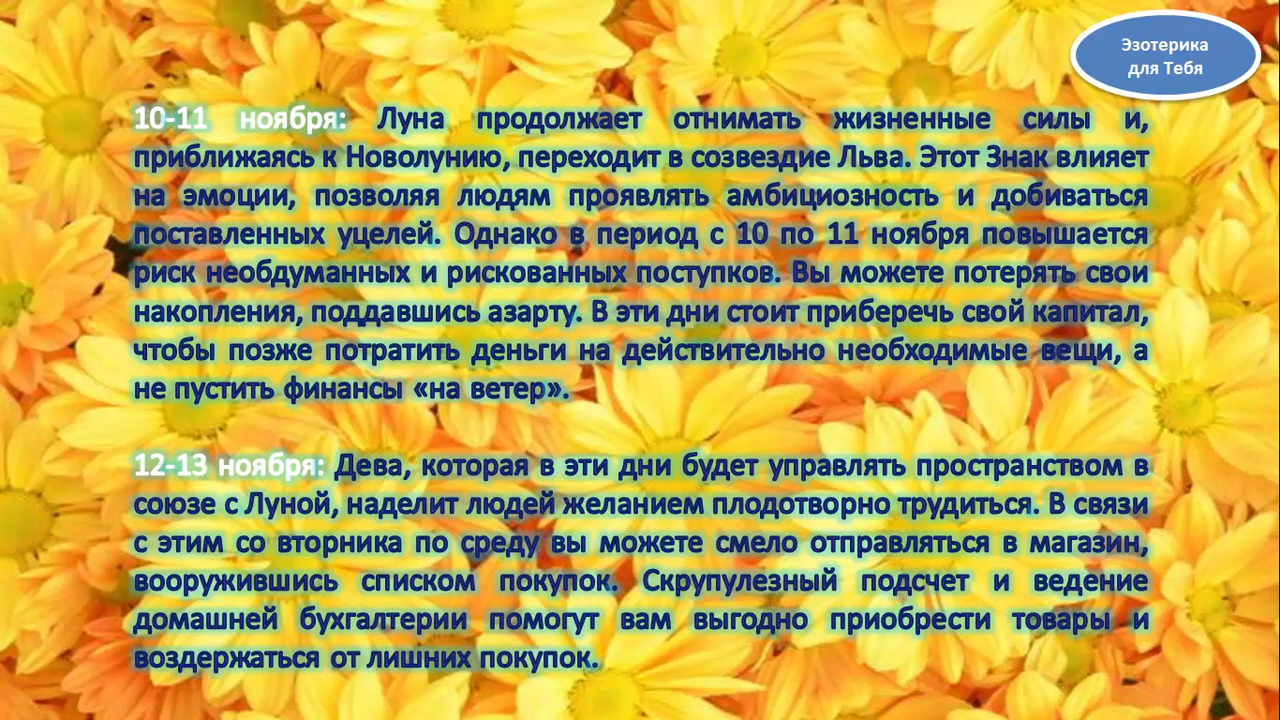 Эзотерика
для Тебя
10-11 ноября: Луна продолжает отнимать жизненные силы и,
приближаясь к Новолунию, переходит в созвездие Льва. Этот Знак влияет
на эмоции, позволяя людям проявлять амбициозность и добиваться
поставленных уцелей. Однако в период с 10 по 11 ноября повышается
риск необдуманных и рискованных поступков. Вы можете потерять свои
накопления, поддавшись азарту. В эти дни стоит приберечь свой капитал,
чтобы позже потратить деньги на действительно необходимые вещи, а
не пустить финансы «на ветер».
12-13 ноября: Дева, которая в эти дни будет управлять пространством в
союзе с Луной, наделит людей желанием плодотворно трудиться. В связи
с этим со вторника по среду вы можете смело отправляться в магазин,
вооружившись списком покупок. Скрупулезный подсчет и ведение
домашней бухгалтерии помогут вам выгодно приобрести товары и
воздержаться от лишних покупок.